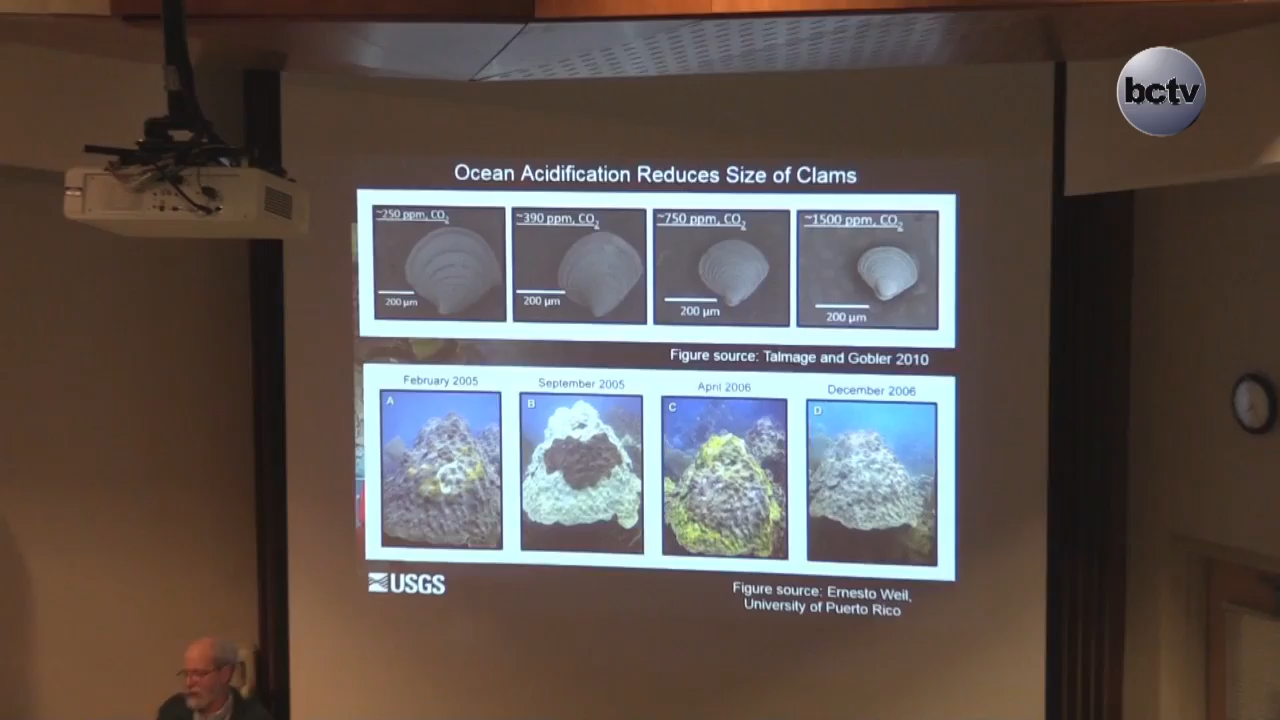 bctv
Ocean Acidification Reduces Size of Clams
~250 ppm, CO2
~390 ppm, CO2
~750 ppm, CO2
~1500 ppm, CO2
200 µm
200 µm
200 µm
200 µm
Figure source: Talmage and Gobler 2010
February 2005
September 2005
April 2006
December 2006
A
B
C
D
USGS
Figure source: Ernesto Weil,
University of Puerto Rico